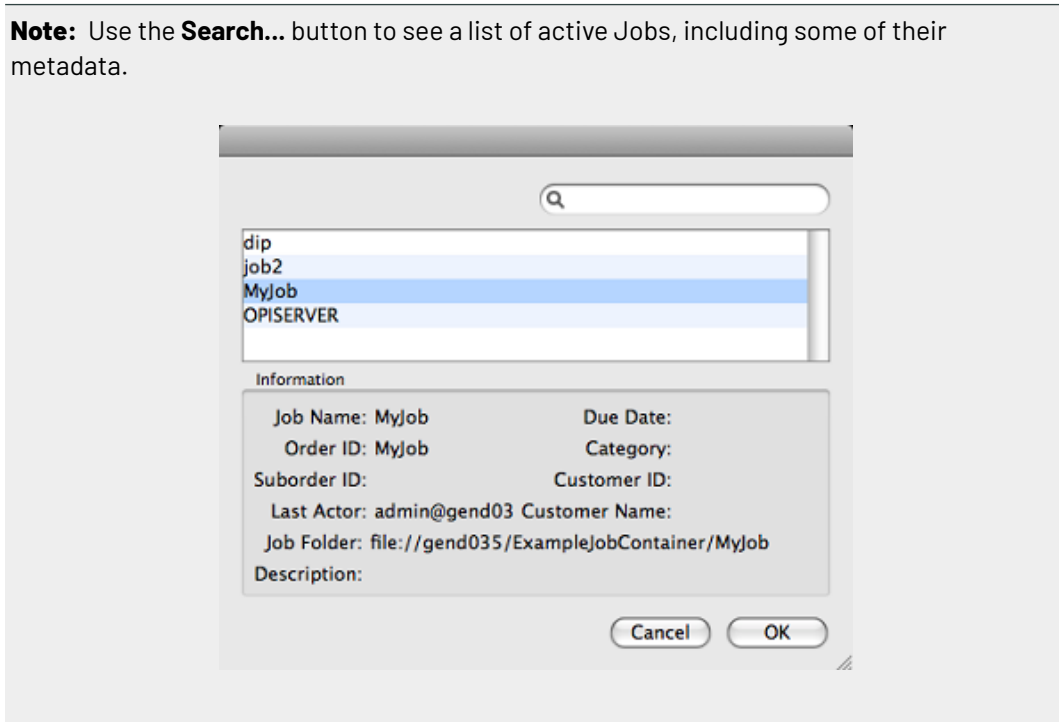 Note: Use the Search... button to see a list of active Jobs, including some of their
metadata.
dip
job2
MyJob
OPISERVER
Information
Job Name: MyJob Due Date:
Order ID: MyJob Category:
Suborder ID: Customer ID:
Last Actor: admin@gend03 Customer Name:
Job Folder: file://gend035/ExampleJobContainer/MyJob
Description:
Cancel OK